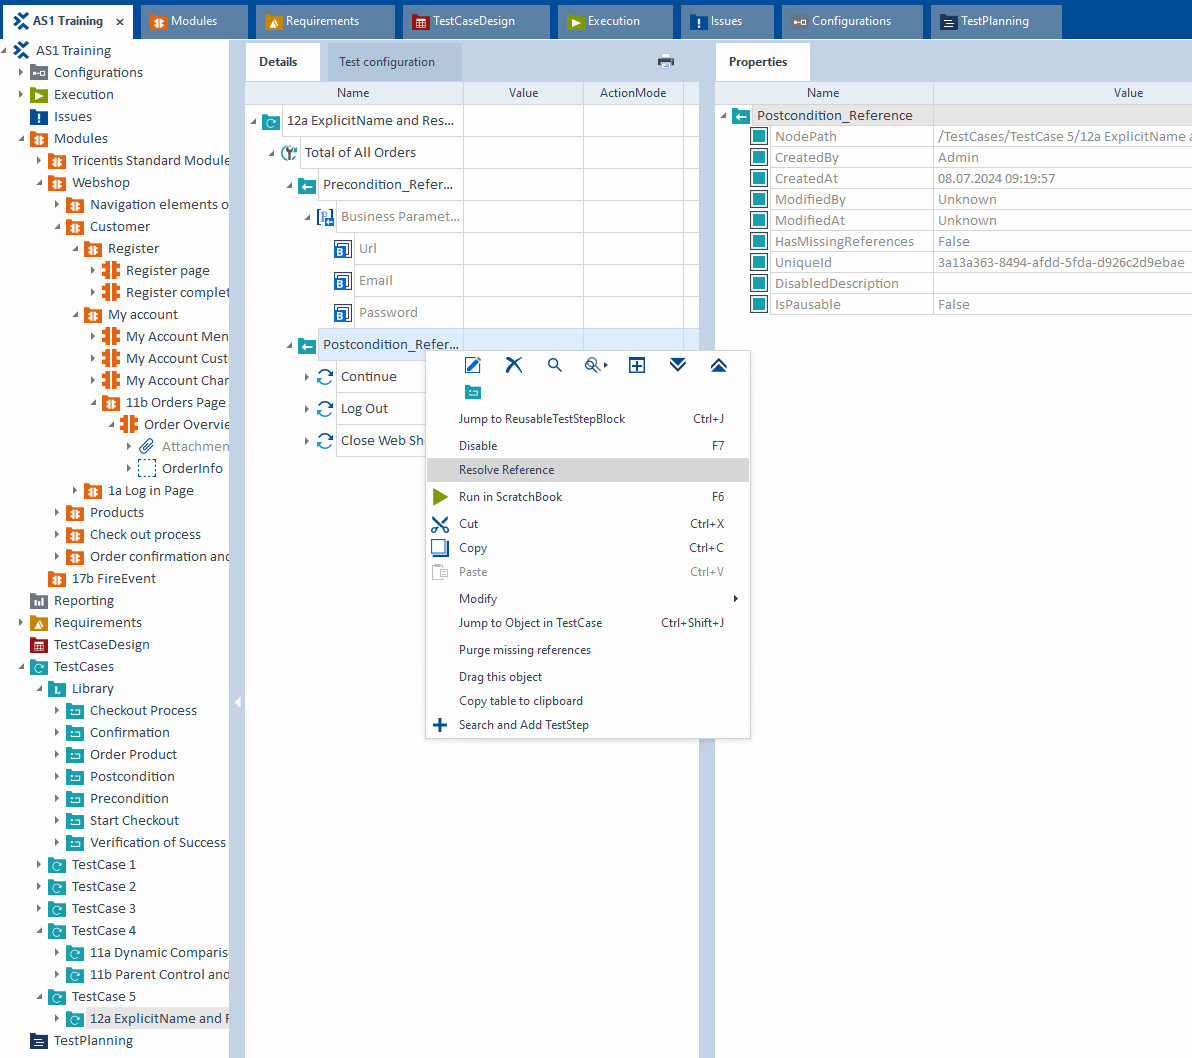 AS1 Training
Modules
Requirements
TestCaseDesign
Execution
Issues
Configurations
TestPlanning
AS1 Training
Configurations
Execution
Issues
Modules
Tricentis Standard Module
Webshop
Navigation elements o
Customer
Register
Register page
Register complet
My account
My Account Men
My Account Cust
My Account Char
11b Orders Page
Order Overvie
Attachmen
OrderInfo
1a Log in Page
Products
Check out process
Order confirmation and
17b FireEvent
Reporting
Requirements
TestCaseDesign
TestCases
Library
Checkout Process
Confirmation
Order Product
Postcondition
Precondition
Start Checkout
Verification of Success
TestCase 1
TestCase 2
TestCase 3
TestCase 4
11a Dynamic Comparis
11b Parent Control and
TestCase 5
12a ExplicitName and R
TestPlanning
Details
Test configuration
Name Value ActionMode
12a ExplicitName and Res...
Total of All Orders
Precondition_Refer...
Business Paramet...
Url
Email
Password
Postcondition_Refer...
Continue
Log Out
Close Web Sh
Jump to ReusableTestStepBlock Ctrl+J
Disable F7
Resolve Reference
Run in ScratchBook F6
Cut Ctrl+X
Copy Ctrl+C
Paste Ctrl+V
Modify
Jump to Object in TestCase Ctrl+Shift+J
Purge missing references
Drag this object
Copy table to clipboard
Search and Add TestStep
Properties
Name Value
Postcondition_Reference
NodePath /TestCases/TestCase 5/12a ExplicitName a
CreatedBy Admin
CreatedAt 08.07.2024 09:19:57
ModifiedBy Unknown
ModifiedAt Unknown
HasMissingReferences False
UniqueId 3a13a363-8494-afdd-5fda-d926c2d9ebae
DisabledDescription
IsPausable False